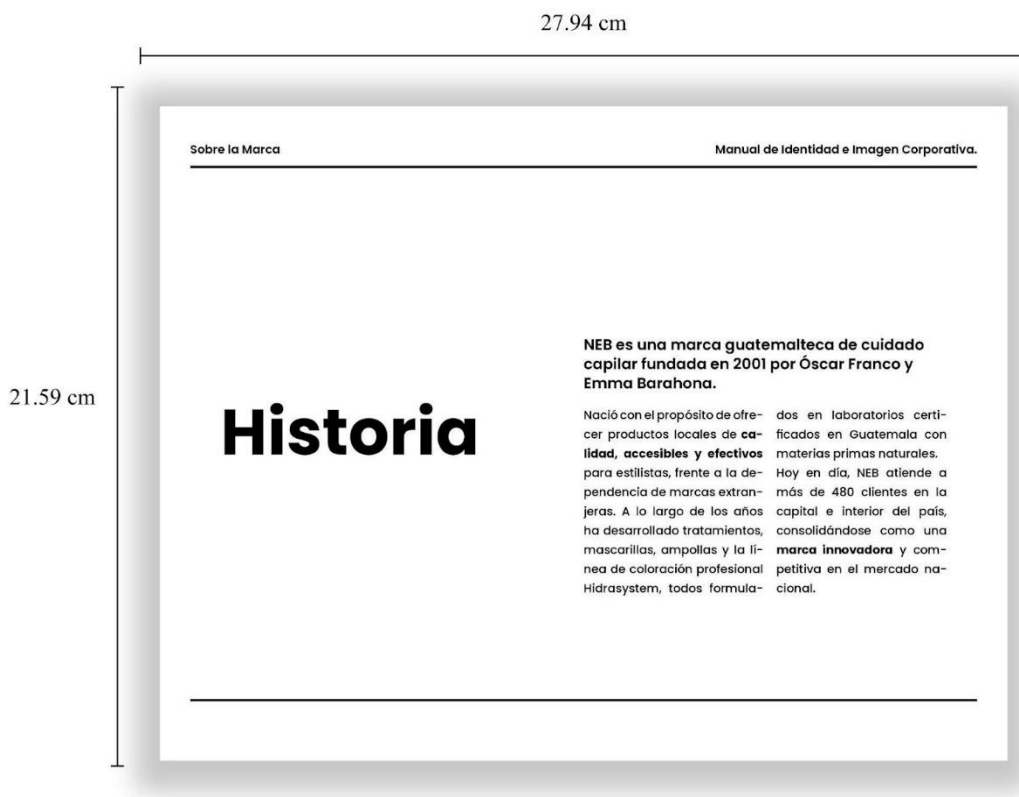 27.94 cm
21.59 cm
Sobre la Marca
Manual de Identidad e Imagen Corporativa.
Historia
NEB es una marca guatemalteca de cuidado
capilar fundada en 2001 por Óscar Franco y
Emma Barahona.
Nació con el propósito de ofre-
cer productos locales de ca-
lidad, accesibles y efectivos
para estilistas, frente a la de-
pendencia de marcas extran-
jeras. A lo largo de los años
ha desarrollado tratamientos,
mascarillas, ampollas y la lí-
nea de coloración profesional
Hidrasystem, todos formula-
dos en laboratorios certi-
ficados en Guatemala con
materias primas naturales.
Hoy en día, NEB atiende a
más de 480 clientes en la
capital e interior del país,
consolidándose como una
marca innovadora y com-
petitiva en el mercado na-
cional.